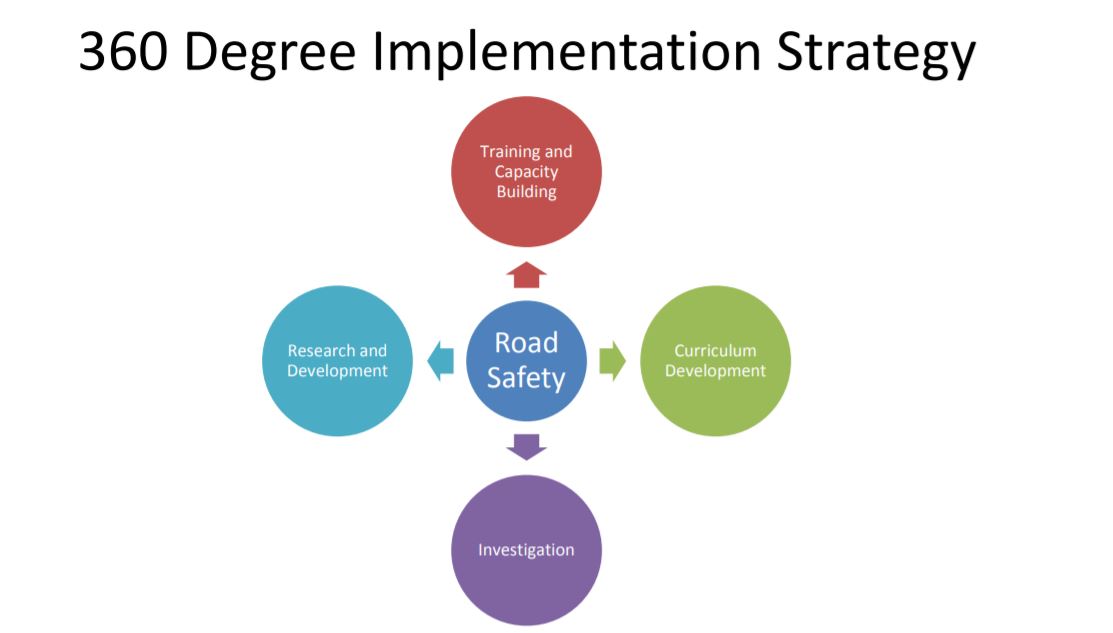 360 Degree Implementation Strategy
Training and
Capacity
Building
Research and
Development
Road
Safety
Curriculum
Development
Investigation